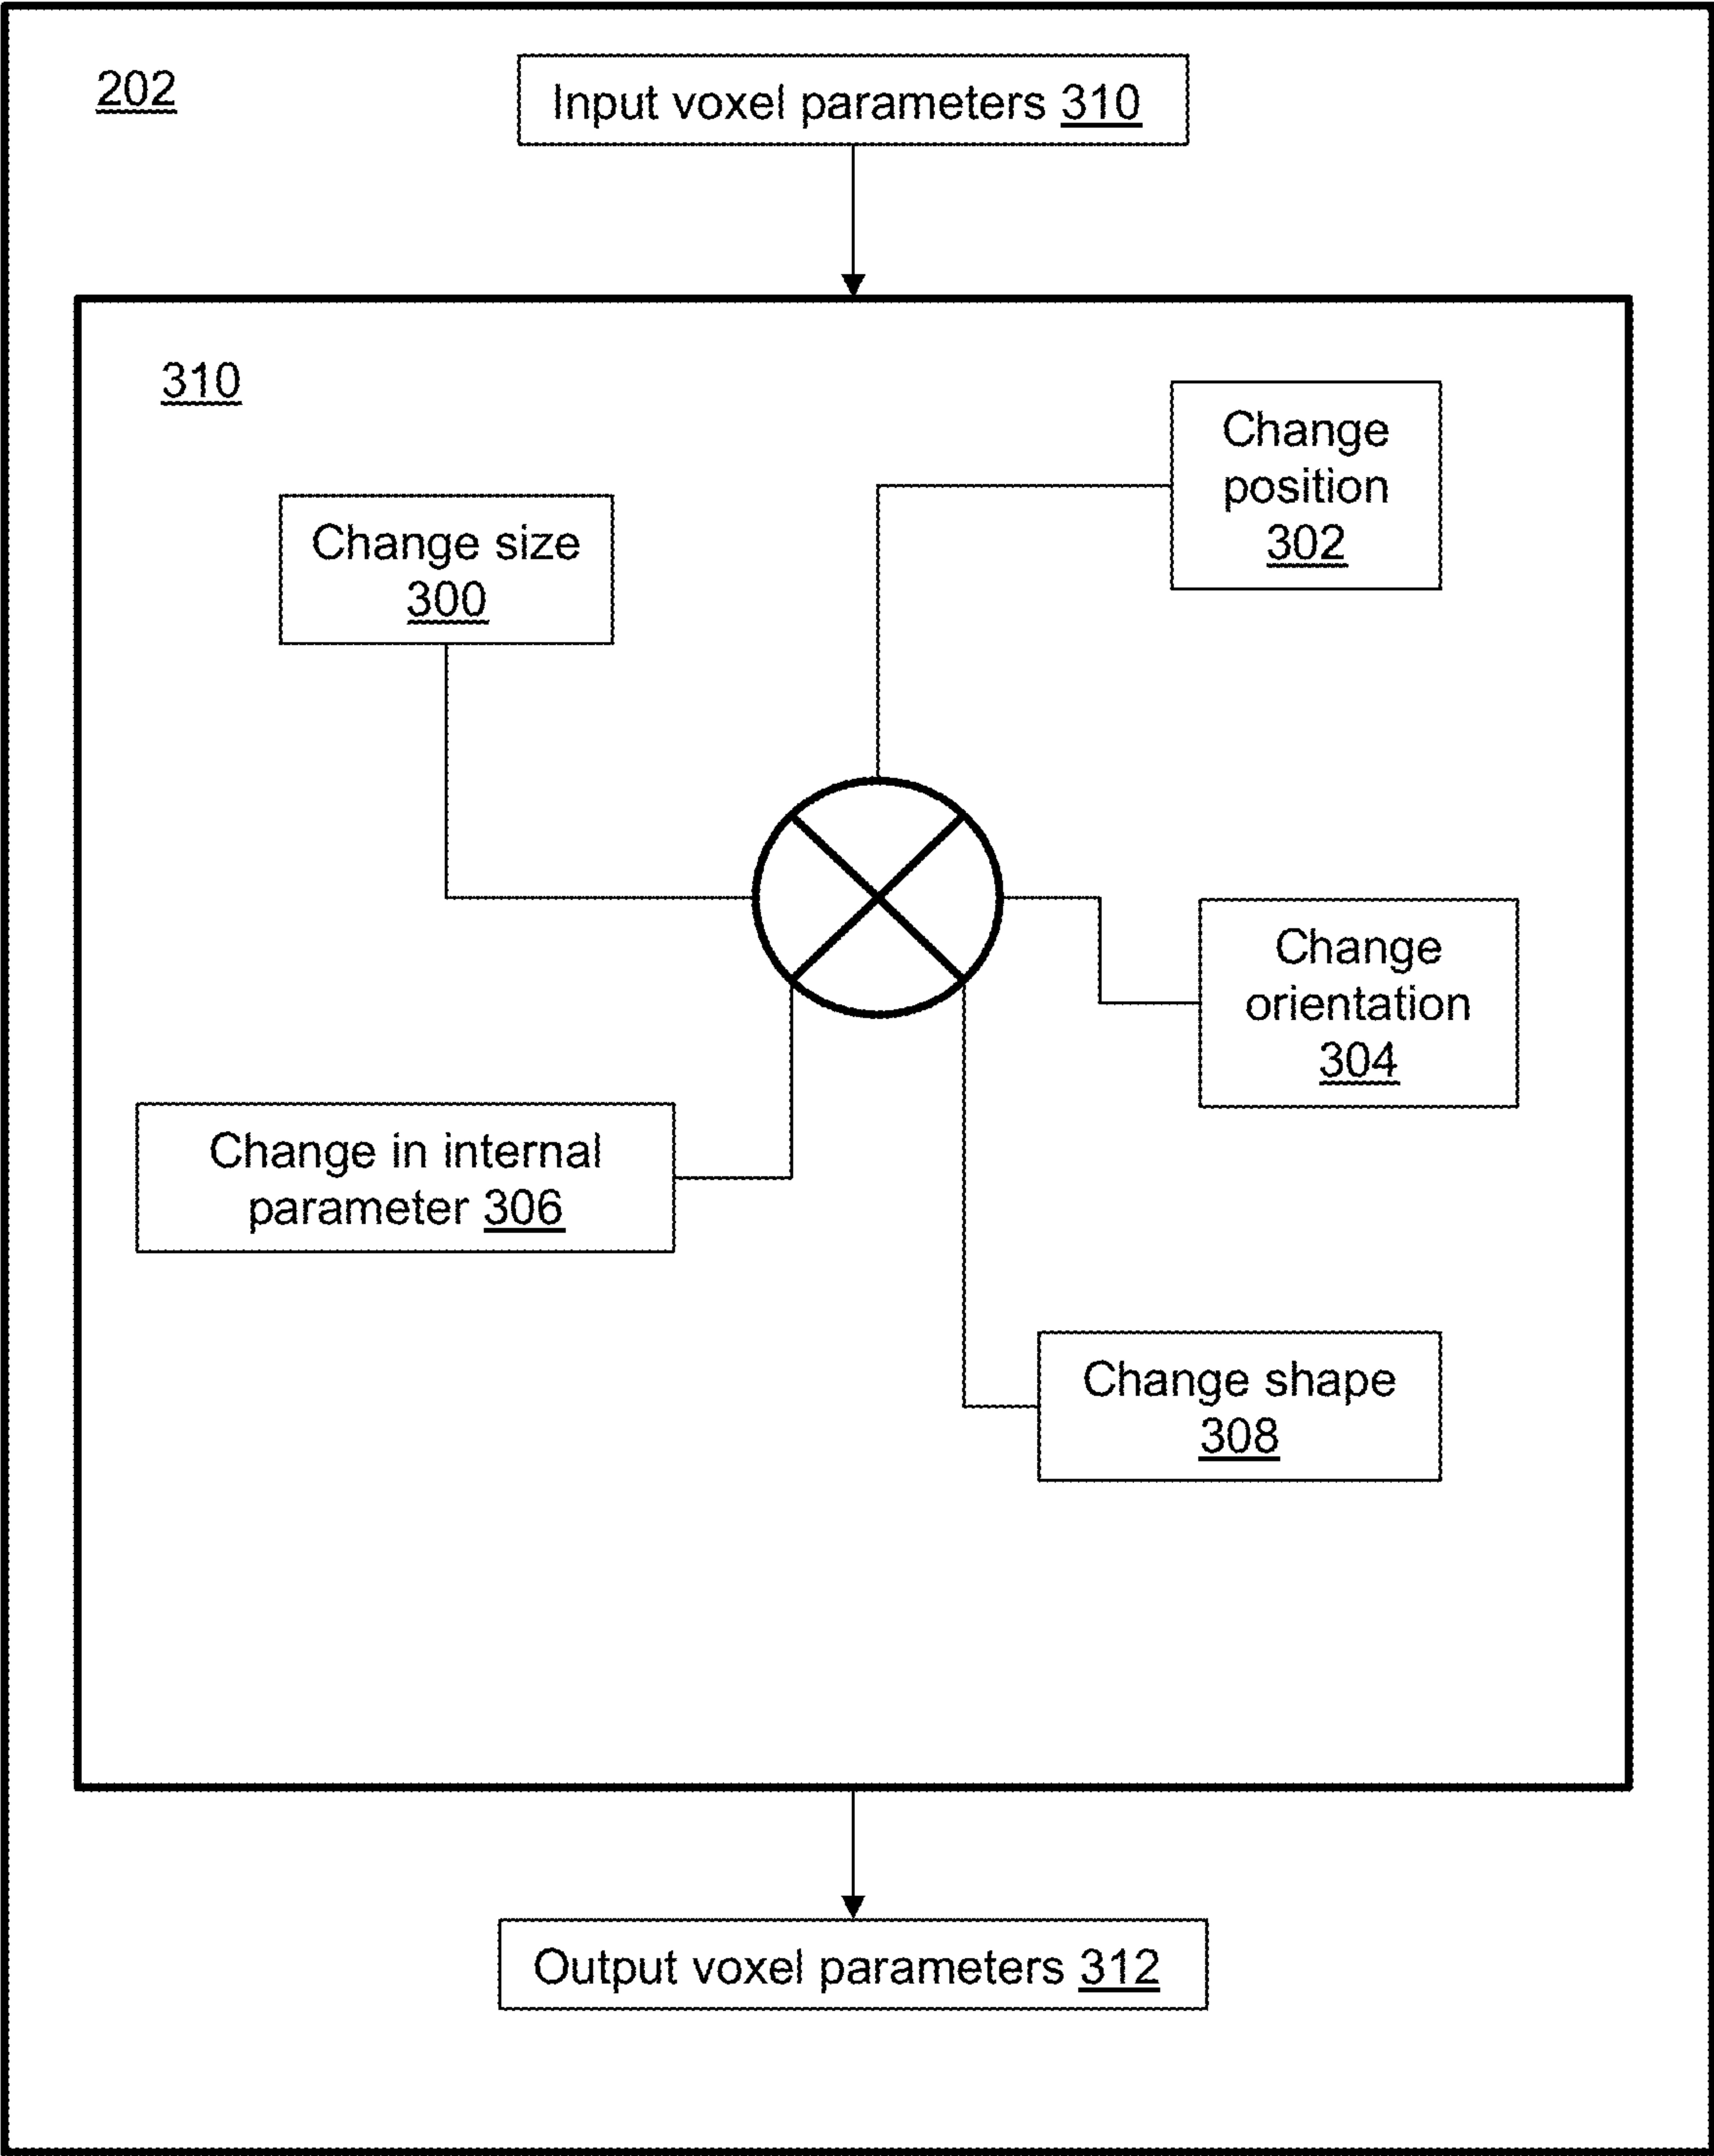 202
Input voxel parameters 310
310
Change
position
302
Change size
300
Change
orientation
304
Change in internal
parameter 306
Change shape
308
Output voxel parameters 312